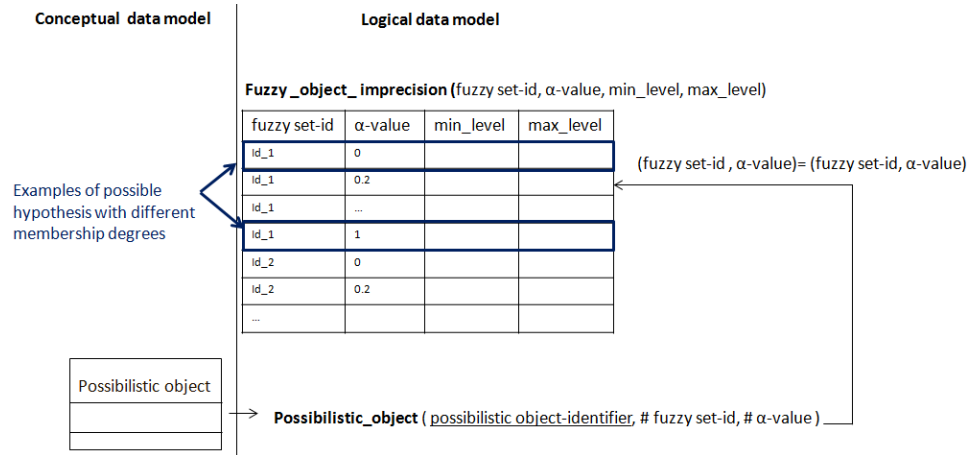 Conceptual data model
Logical data model
Fuzzy _object_ imprecision (fuzzy set-id, α-value, min_level, max_level)
fuzzy set-id α-value min_level max_level
Id_1 0
Id_1 0.2
Id_1 ...
Id_1 1
Id_2 0
Id_2 0.2
...
(fuzzy set-id , α-value)= (fuzzy set-id, α-value)
Examples of possible
hypothesis with different
membership degrees
Possibilistic object
Possibilistic_object ( possibilistic object-identifier, # fuzzy set-id, # α-value )